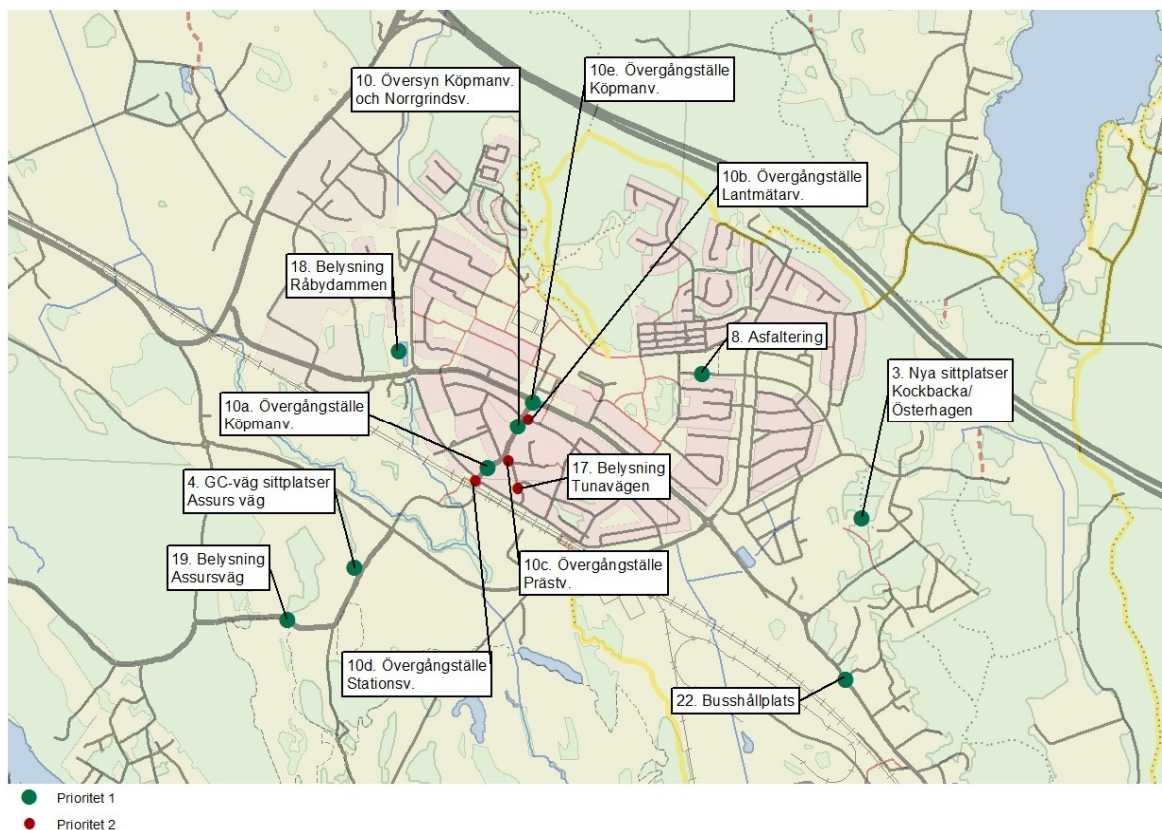 10. Översyn Köpmanv.
och Norrgrindsv.
10e. Övergångställe
Köpmanv.
10b. Övergångställe
Lantmätarv.
18. Belysning
Råbydammen
8. Asfaltering
3. Nya sittplatser
Kockbacka/
Österhagen
10a. Övergångställe
Köpmanv.
17. Belysning
Tunavägen
4. GC-väg sittplatser
Assurs väg
19. Belysning
Assursväg
10c. Övergångställe
Prästv.
10d. Övergångställe
Stationsv.
22. Busshållplats
Prioritet 1
Prioritet 2